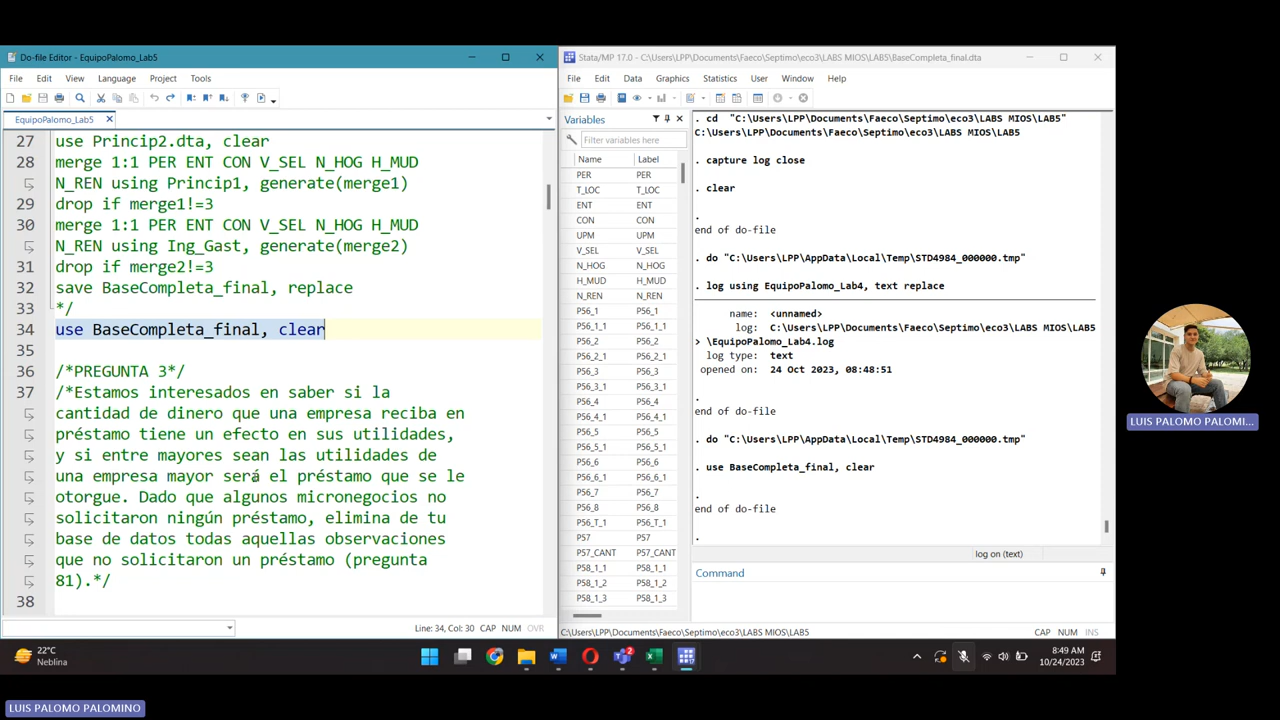 Do-file Editor - EquipoPalomo_Lab5
File Edit View Language Project Tools
EquipoPalomo_Lab5
27 use Princip2.dta, clear
28 merge 1:1 PER ENT CON V_SEL N_HOG H_MUD
N_REN using Princip1, generate(merge1)
29 drop if merge1!=3
30 merge 1:1 PER ENT CON V_SEL N_HOG H_MUD
N_REN using Ing_Gast, generate(merge2)
31 drop if merge2!=3
32 save BaseCompleta_final, replace
33 */
34 use BaseCompleta_final, clear
35
36 /*PREGUNTA 3*/
37 /*Estamos interesados en saber si la
cantidad de dinero que una empresa reciba en
préstamo tiene un efecto en sus utilidades,
y si entre mayores sean las utilidades de
una empresa mayor será el préstamo que se le
otorgue. Dado que algunos micronegocios no
solicitaron ningún préstamo, elimina de tu
base de datos todas aquellas observaciones
que no solicitaron un préstamo (pregunta
81).*/
38
Line: 34, Col: 30 CAP NUM OVR
Stata/MP 17.0 - C:\Users\LPP\Documents\Faeco\Septimo\eco3\LABS MIOS\LAB5\BaseCompleta_final.dta
File Edit Data Graphics Statistics User Window Help
Variables
Filter variables here
Name Label
PER PER
T_LOC T_LOC
ENT ENT
CON CON
UPM UPM
V_SEL V_SEL
N_HOG N_HOG
H_MUD H_MUD
N_REN N_REN
P56_1 P56_1
P56_1_1 P56_1_1
P56_2 P56_2
P56_2_1 P56_2_1
P56_3 P56_3
P56_3_1 P56_3_1
P56_4 P56_4
P56_4_1 P56_4_1
P56_5 P56_5
P56_5_1 P56_5_1
P56_6 P56_6
P56_6_1 P56_6_1
P56_7 P56_7
P56_8 P56_8
P56_T_1 P56_T_1
P57 P57
P57_CANT P57_CANT
P58_1_1 P58_1_1
P58_1_2 P58_1_2
P58_1_3 P58_1_3
. cd "C:\Users\LPP\Documents\Faeco\Septimo\eco3\LABS MIOS\LAB5"
C:\Users\LPP\Documents\Faeco\Septimo\eco3\LABS MIOS\LAB5
. capture log close
. clear
.
end of do-file
. do "C:\Users\LPP\AppData\Local\Temp\STD4984_000000.tmp"
. log using EquipoPalomo_Lab4, text replace
name: <unnamed>
log: C:\Users\LPP\Documents\Faeco\Septimo\eco3\LABS MIOS\LAB5
> \EquipoPalomo_Lab4.log
log type: text
opened on: 24 Oct 2023, 08:48:51
.
end of do-file
. do "C:\Users\LPP\AppData\Local\Temp\STD4984_000000.tmp"
. use BaseCompleta_final, clear
.
end of do-file
.
log on (text)
Command
C:\Users\LPP\Documents\Faeco\Septimo\eco3\LABS MIOS\LAB5 CAP NUM INS
22°C
Neblina
2
17
8:49 AM
10/24/2023
LUIS PALOMO PALOMI...
LUIS PALOMO PALOMINO